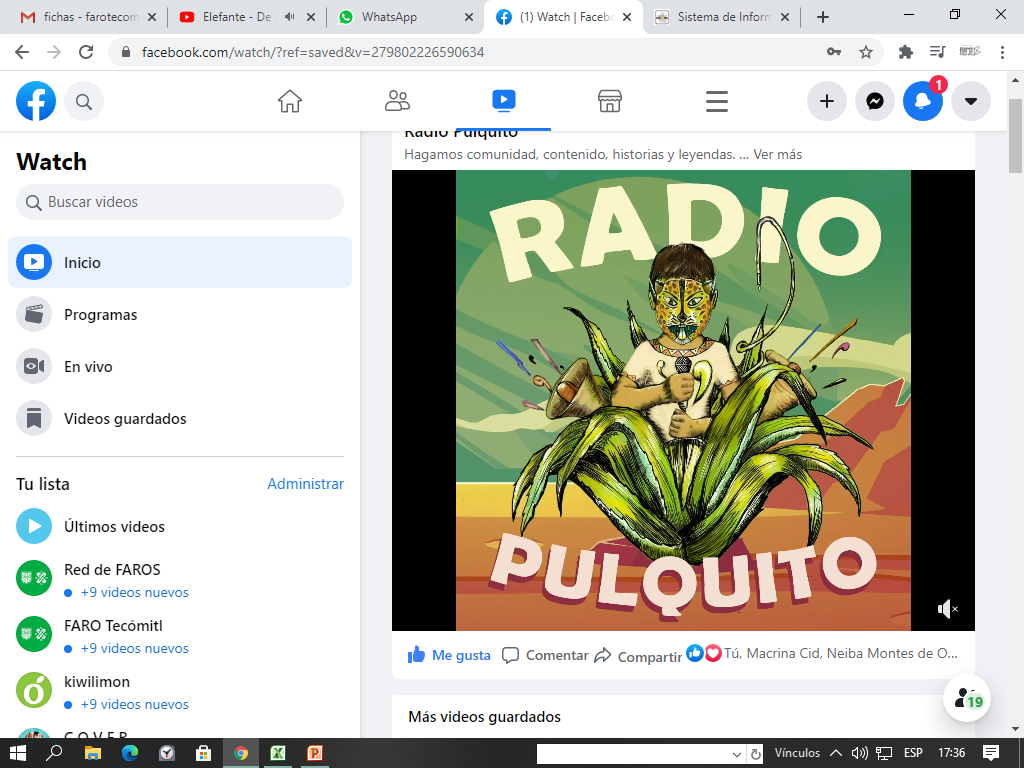 fichas - farotecom
Elefante - De
WhatsApp
(1) Watch | Facebo
Sistema de Inform
facebook.com/watch/?ref=saved&v=279802226590634
1
Watch
Buscar videos
Inicio
Programas
En vivo
Videos guardados
Tu lista
Administrar
Últimos videos
Red de FAROS
+9 videos nuevos
FARO Tecómitl
+9 videos nuevos
kiwilimon
+9 videos nuevos
C.O.V.E.R
Radio Pulquito
Hagamos comunidad, contenido, historias y leyendas. ... Ver más
RADIO
PULQUITO
Me gusta
Comentar
Compartir
Tú, Macrina Cid, Neiba Montes de O...
Más videos guardados
19
Vínculos
ESP
17:36